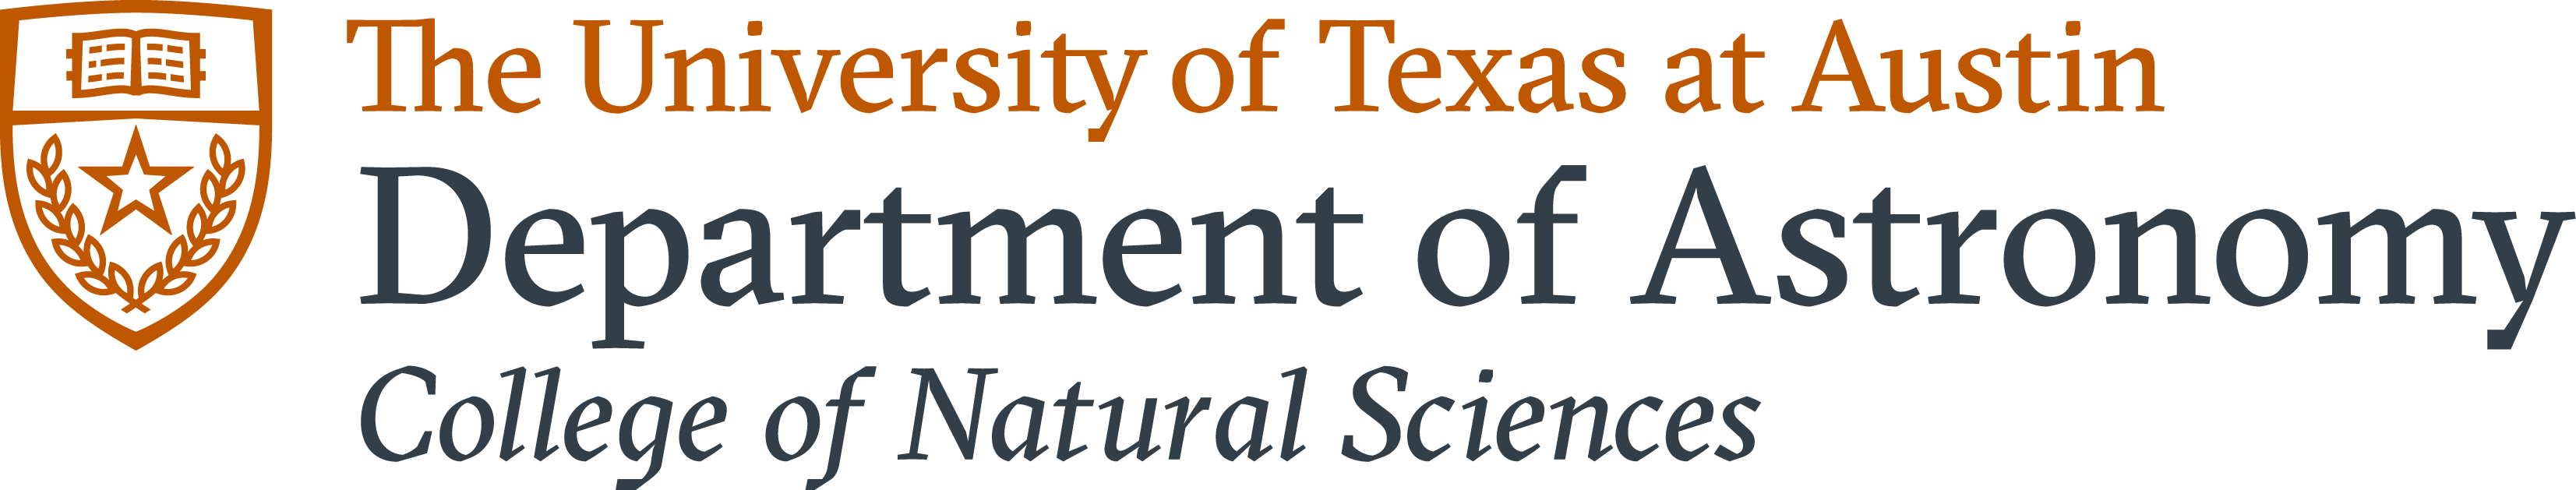 The University of Texas at Austin
Department of Astronomy
College of Natural Sciences